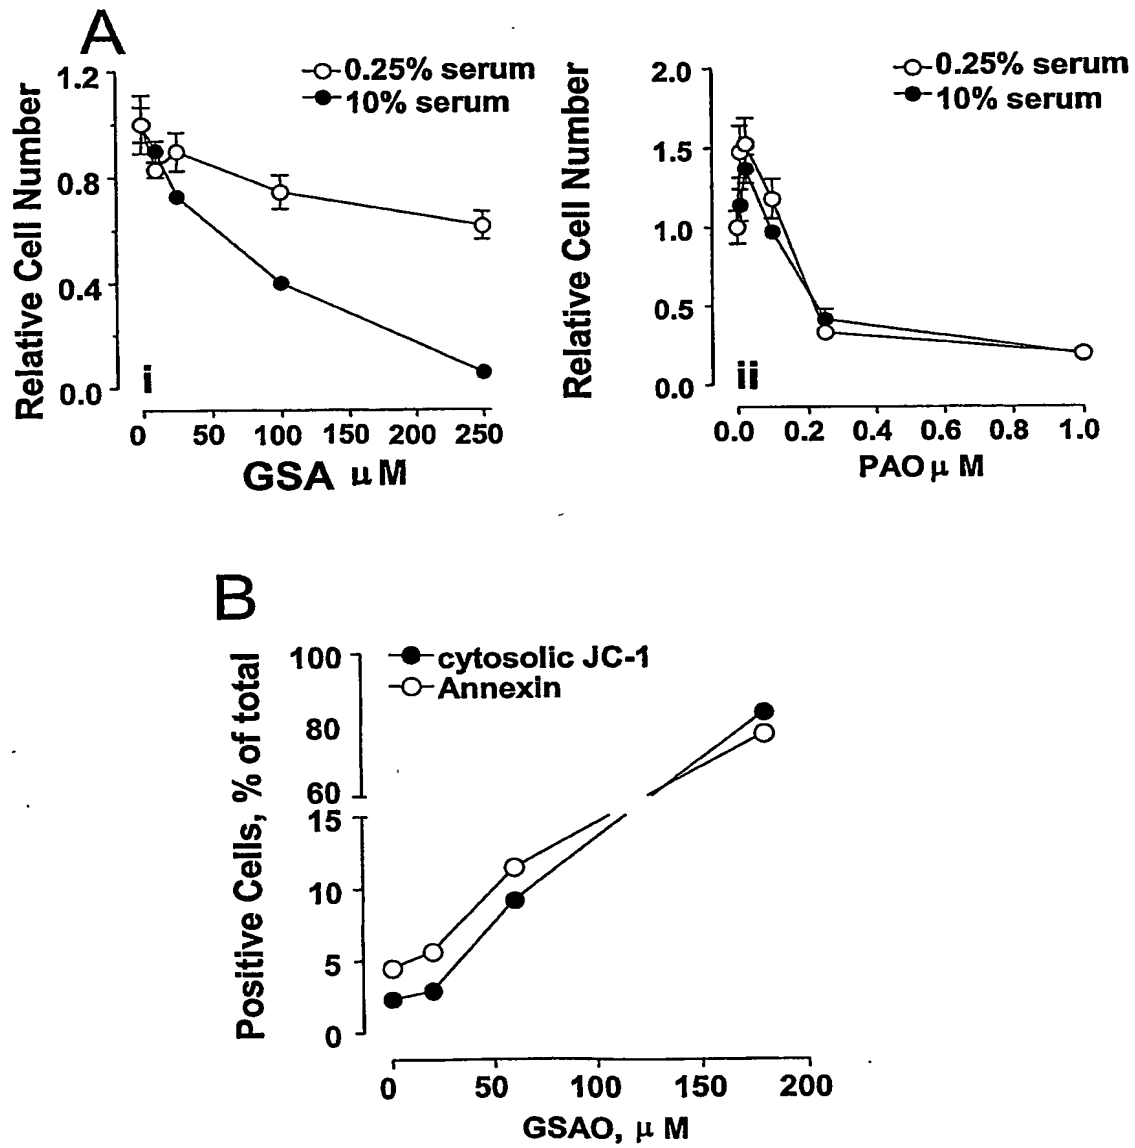 A
0.25% serum
10% serum
Relative Cell Number
1.2
0.8
0.4
0.0
i
0 50 100 150 200 250
GSA μM
0.25% serum
10% serum
Relative Cell Number
2.0
1.5
1.0
0.5
0.0
ii
0.0 0.2 0.4 0.6 0.8 1.0
PAO μ M
B
cytosolic JC-1
Annexin
Positive Cells, % of total
100
80
60
15
10
5
0
0 50 100 150 200
GSAO, μ M